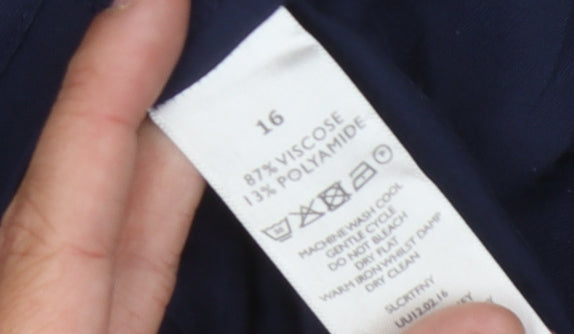 16
87% VISCOSE
13% POLYAMIDE
MACHINE WASH COOL
GENTLE CYCLE
DO NOT BLEACH
DRY FLAT
WARM IRON WHILST DAMP
DRY CLEAN
SLCRTFNY